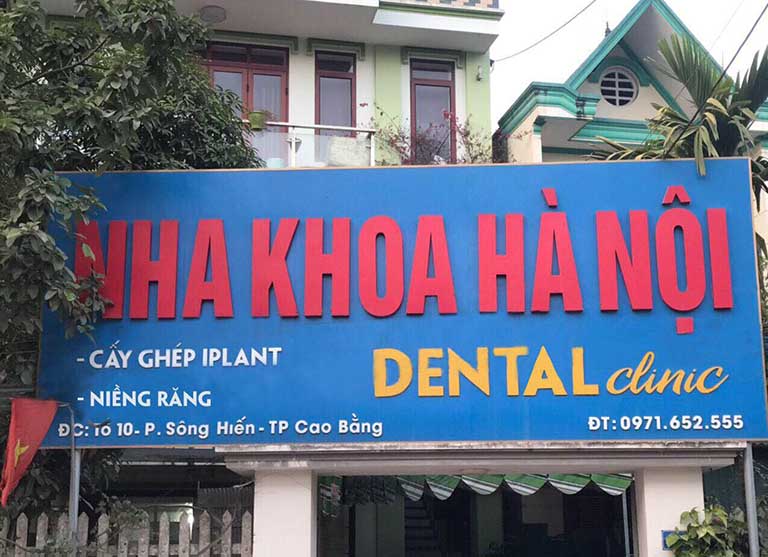 NHA KHOA HÀ NỘI
- CẤY GHÉP IPLANT
DENTAL clinic
- NIỀNG RĂNG
ĐC: Tổ 10- P. Sông Hiến - TP Cao Bằng
ĐT: 0971.652.555